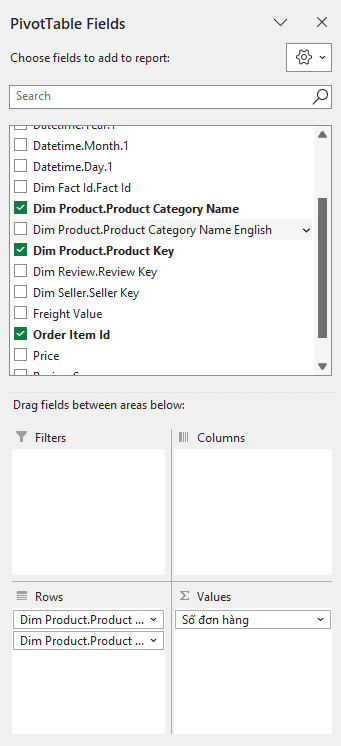 PivotTable Fields
Choose fields to add to report:
Search
Datetime.Year.1
Datetime.Month.1
Datetime.Day.1
Dim Fact Id.Fact Id
Dim Product.Product Category Name
Dim Product.Product Category Name English
Dim Product.Product Key
Dim Review.Review Key
Dim Seller.Seller Key
Freight Value
Order Item Id
Price
Drag fields between areas below:
Filters
Columns
Rows
Σ Values
Dim Product.Product ...
Số đơn hàng
Dim Product.Product ...